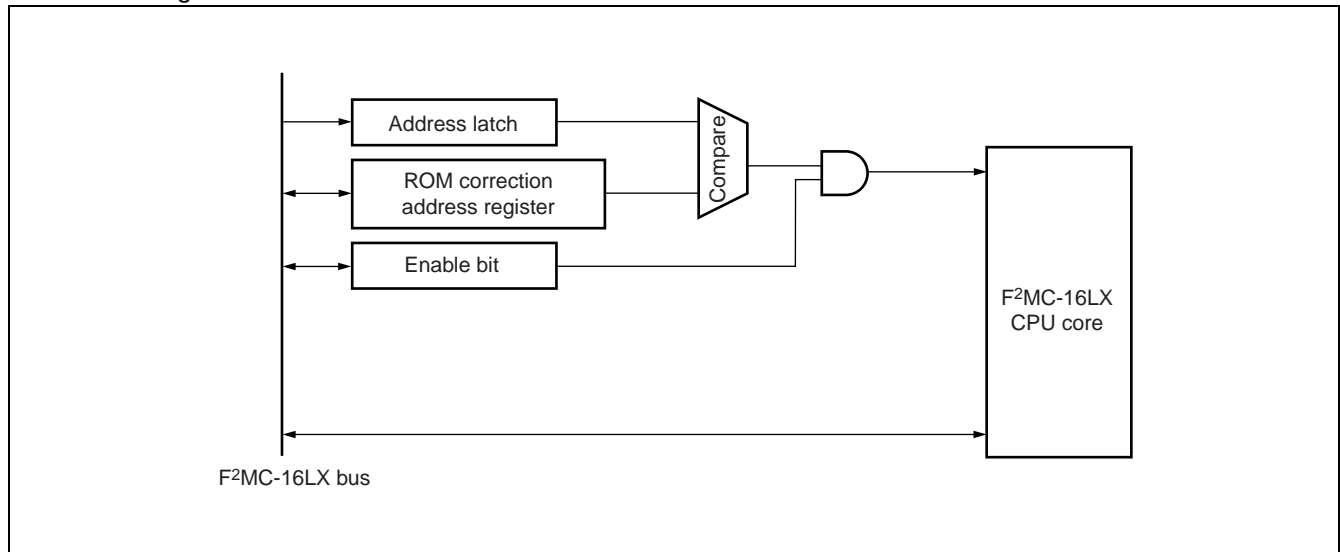 Address latch
ROM correction
address register
Enable bit
Compare
F2MC-16LX
CPU core
F2MC-16LX bus